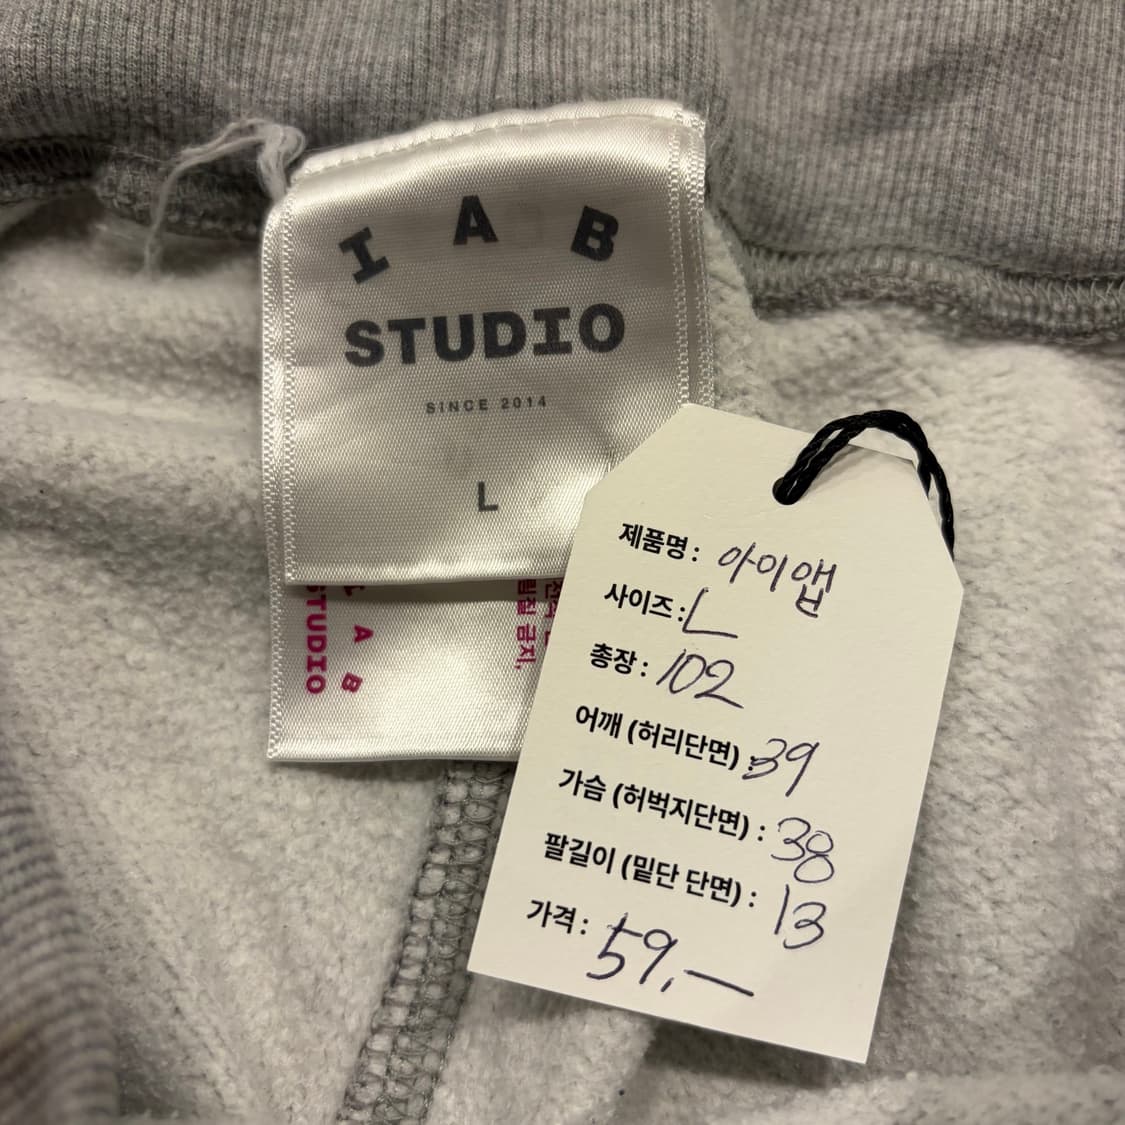 I A B
STUDIO
SINCE 2014
L
A B
STUDIO
금지,
제품명 : 아이앱
사이즈 : L
총장 : 102
어깨 (허리단면) : 39
가슴 (허벅지단면) : 38
팔길이 (밑단 단면) : 13
가격 : 59,—